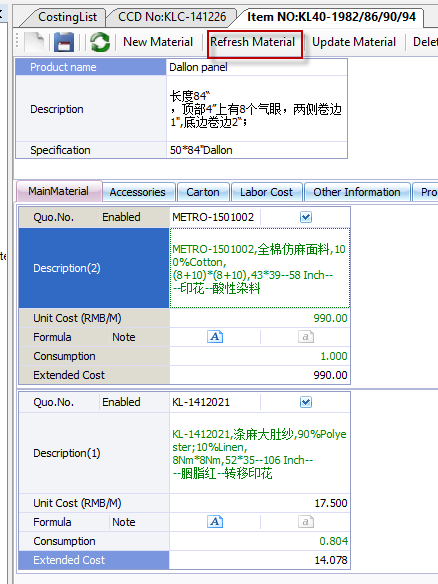 CostingList
CCD No:KLC-141226
Item NO:KL40-1982/86/90/94
New Material
Refresh Material
Update Material
Product name
Dallon panel
Description
长度84“
，顶部4”上有8个气眼，两侧卷边
1",底边卷边2“；
Specification
50*84"Dallon
MainMaterial
Accessories
Carton
Labor Cost
Other Information
Quo.No.
Enabled
METRO-1501002
Description(2)
METRO-1501002,全棉仿麻面料,10
0%Cotton,
(8+10)*(8+10),43*39--58 Inch--
--印花--酸性染料
Unit Cost (RMB/M)
990.00
Formula
Note
A
a
Consumption
1.000
Extended Cost
990.00
Quo.No.
Enabled
KL-1412021
Description(1)
KL-1412021,涤麻大肚纱,90%Polye
ster;10%Linen,
8Nm*8Nm,52*35--106 Inch--
--胭脂红--转移印花
Unit Cost (RMB/M)
17.500
Formula
Note
A
a
Consumption
0.804
Extended Cost
14.078